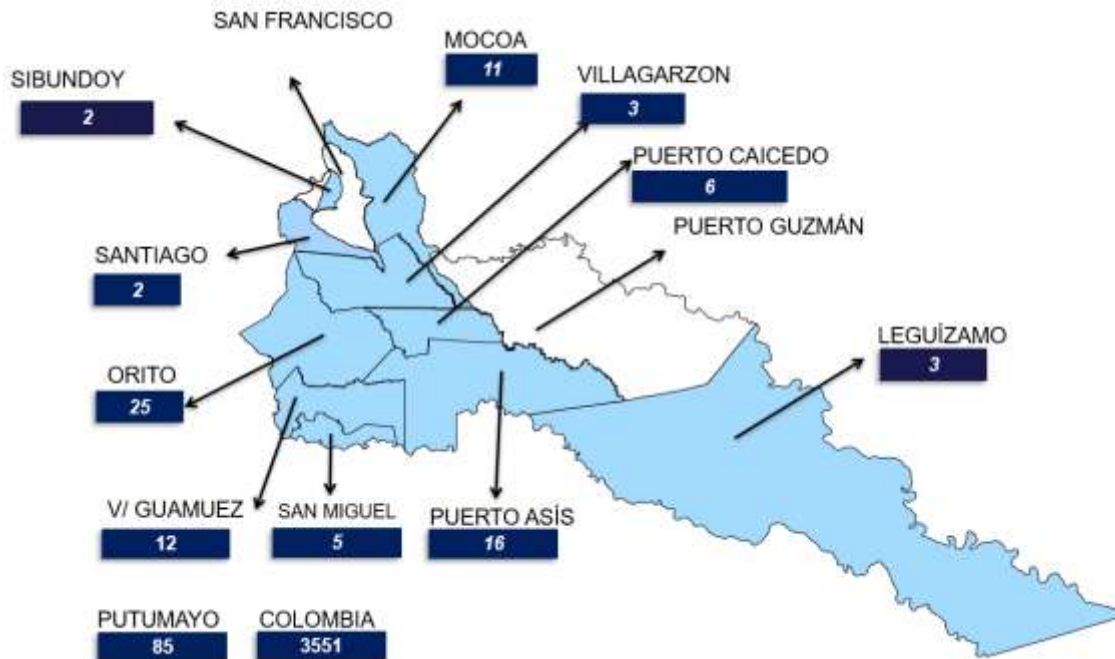 SAN FRANCISCO
MOCOA
11
SIBUNDOY
2
VILLAGARZON
3
PUERTO CAICEDO
6
PUERTO GUZMÁN
SANTIAGO
2
LEGUÍZAMO
3
ORITO
25
V/ GUAMUEZ
12
SAN MIGUEL
5
PUERTO ASÍS
16
PUTUMAYO
85
COLOMBIA
3551